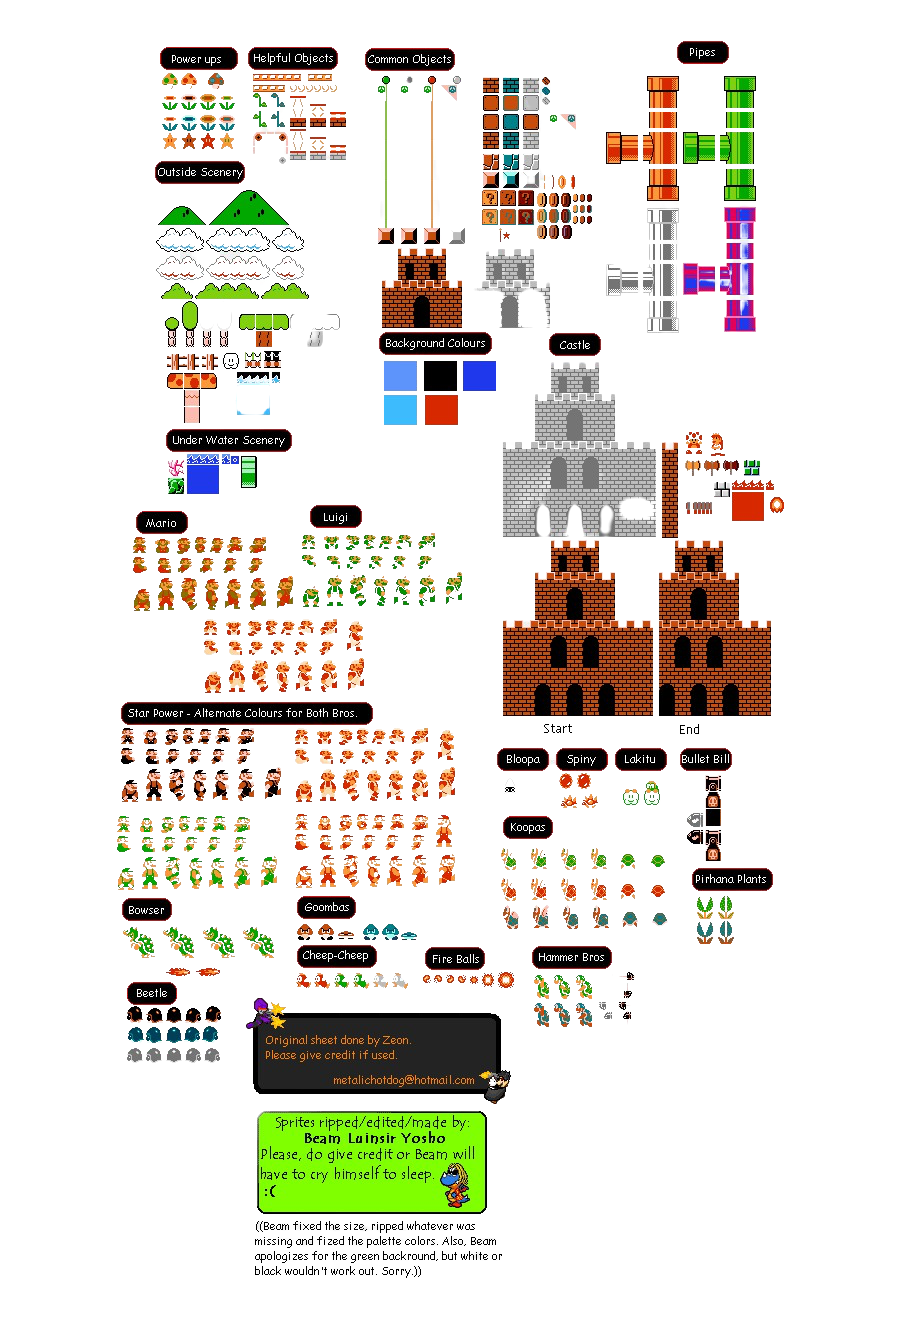 Power ups
Helpful Objects
Common Objects
Pipes
Outside Scenery
Background Colours
Castle
Under Water Scenery
Mario
Luigi
Start
End
Star Power - Alternate Colours for Both Bros.
Bloopa
Spiny
Lakitu
Bullet Bill
Koopas
Pirhana Plants
Bowser
Goombas
Cheep-Cheep
Fire Balls
Hammer Bros
Beetle
Original sheet done by Zeon.
Please give credit if used.
metalichotdog@hotmail.com
Sprites ripped/edited/made by:
Beam Luinsir Yosho
Please, do give credit or Beam will
have to cry himself to sleep.
:(
((Beam fixed the size, ripped whatever was
missing and fized the palette colors. Also, Beam
apologizes for the green backround, but white or
black wouldn't work out. Sorry.))